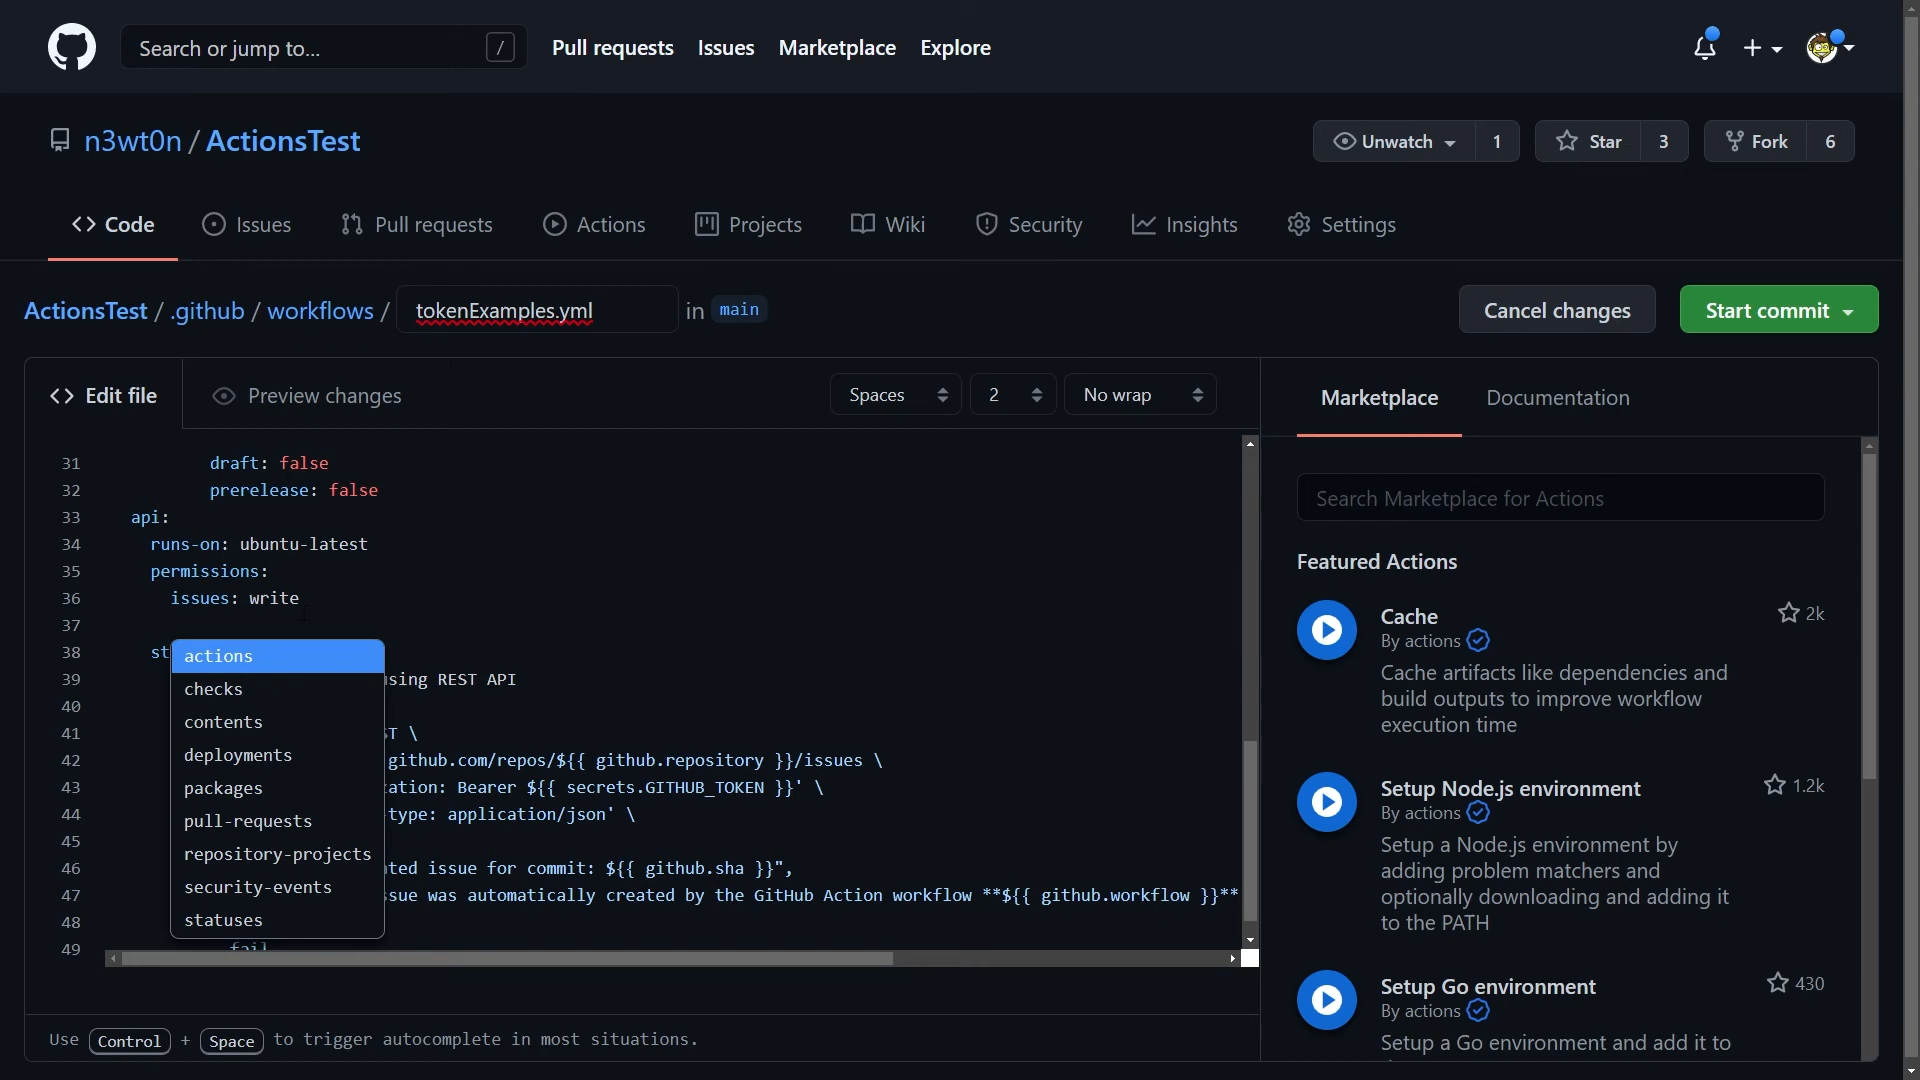 Search or jump to... /
Pull requests Issues Marketplace Explore
n3wt0n / ActionsTest
Unwatch 1 Star 3 Fork 6
Code Issues Pull requests Actions Projects Wiki Security Insights Settings
ActionsTest / .github / workflows / tokenExamples.yml in main
Cancel changes Start commit
<> Edit file Preview changes Spaces 2 No wrap
31 draft: false
32 prerelease: false
33 api:
34 runs-on: ubuntu-latest
35 permissions:
36 issues: write
37
38 st
39 sing REST API
40
41 ST \
42 github.com/repos/${{ github.repository }}/issues \
43 ation: Bearer ${{ secrets.GITHUB_TOKEN }}' \
44 type: application/json' \
45
46 ted issue for commit: ${{ github.sha }}",
47 ssue was automatically created by the GitHub Action workflow **${{ github.workflow }}**
48
49 fail
actions
checks
contents
deployments
packages
pull-requests
repository-projects
security-events
statuses
Use Control + Space to trigger autocomplete in most situations.
Marketplace Documentation
Search Marketplace for Actions
Featured Actions
Cache 2k
By actions
Cache artifacts like dependencies and
build outputs to improve workflow
execution time
Setup Node.js environment 1.2k
By actions
Setup a Node.js environment by
adding problem matchers and
optionally downloading and adding it
to the PATH
Setup Go environment 430
By actions
Setup a Go environment and add it to